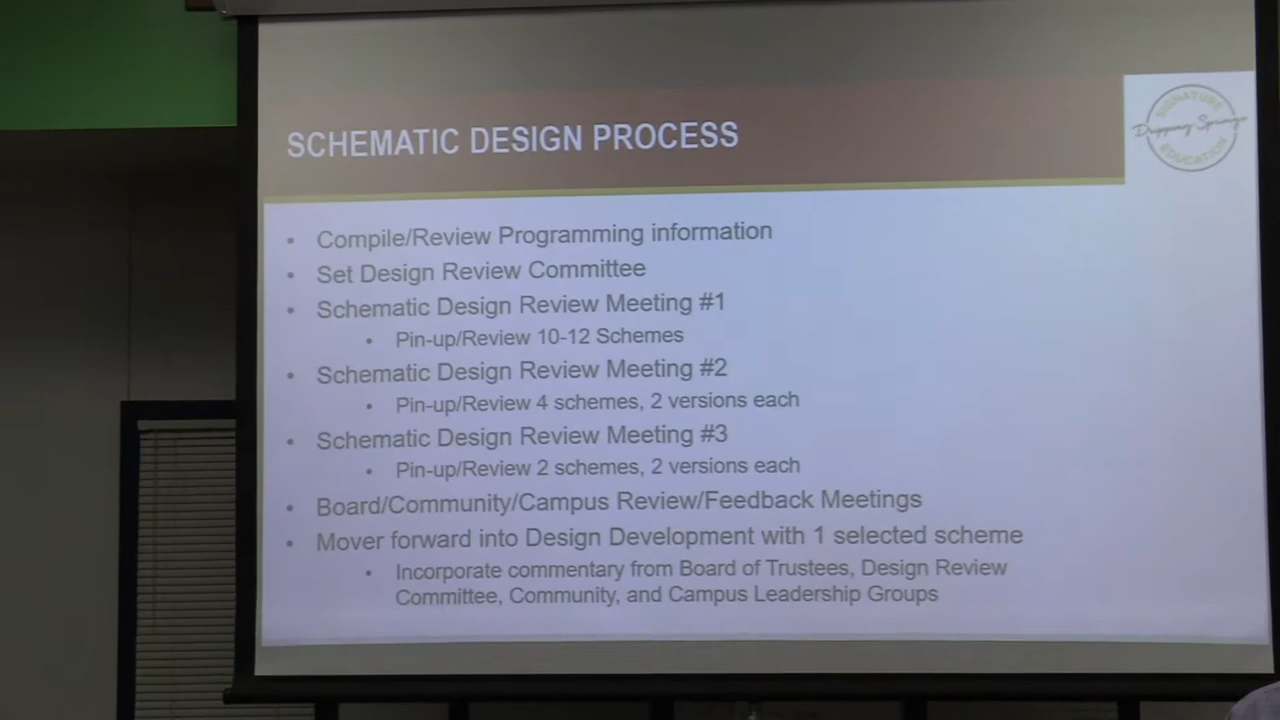 SCHEMATIC DESIGN PROCESS
SIGNATURE
Dripping Springs
EDUCATION
• Compile/Review Programming information
• Set Design Review Committee
• Schematic Design Review Meeting #1
• Pin-up/Review 10-12 Schemes
• Schematic Design Review Meeting #2
• Pin-up/Review 4 schemes, 2 versions each
• Schematic Design Review Meeting #3
• Pin-up/Review 2 schemes, 2 versions each
• Board/Community/Campus Review/Feedback Meetings
• Mover forward into Design Development with 1 selected scheme
• Incorporate commentary from Board of Trustees, Design Review
Committee, Community, and Campus Leadership Groups